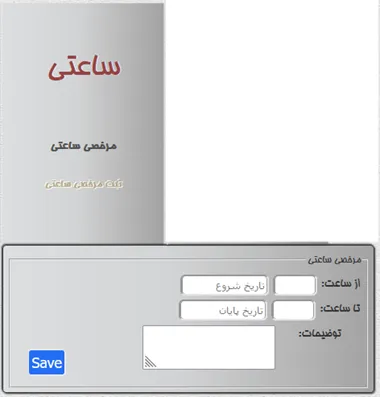 ساعتی
مرخصی ساعتی
ثبت مرخصی ساعتی
مرخصی ساعتی
از ساعت: تاریخ شروع
تا ساعت: تاریخ پایان
توضیحات:
Save